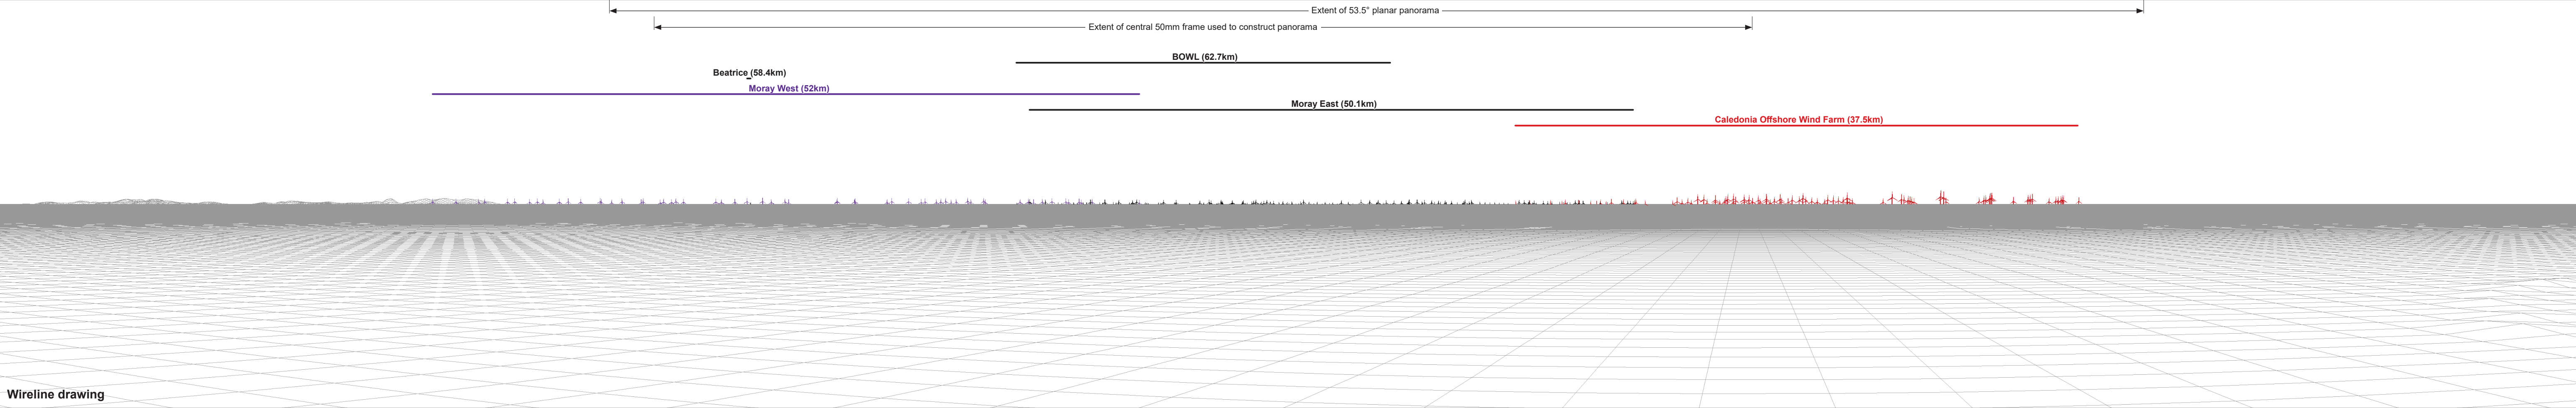 Extent of 53.5° planar panorama
Extent of central 50mm frame used to construct panorama
BOWL (62.7km)
Beatrice (58.4km)
Moray West (52km)
Moray East (50.1km)
Caledonia Offshore Wind Farm (37.5km)
Wireline drawing